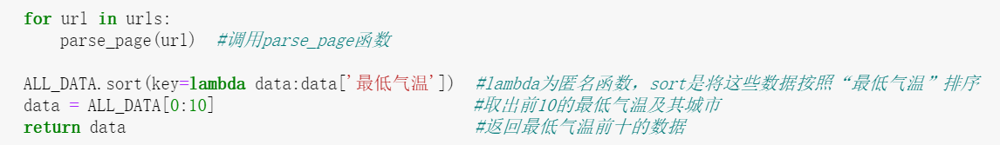 for url in urls:
    parse_page(url)  #调用parse_page函数
ALL_DATA.sort(key=lambda data:data['最低气温'])  #lambda为匿名函数，sort是将这些数据按照“最低气温”排序
data = ALL_DATA[0:10]  #取出前10的最低气温及其城市
return data  #返回最低气温前十的数据